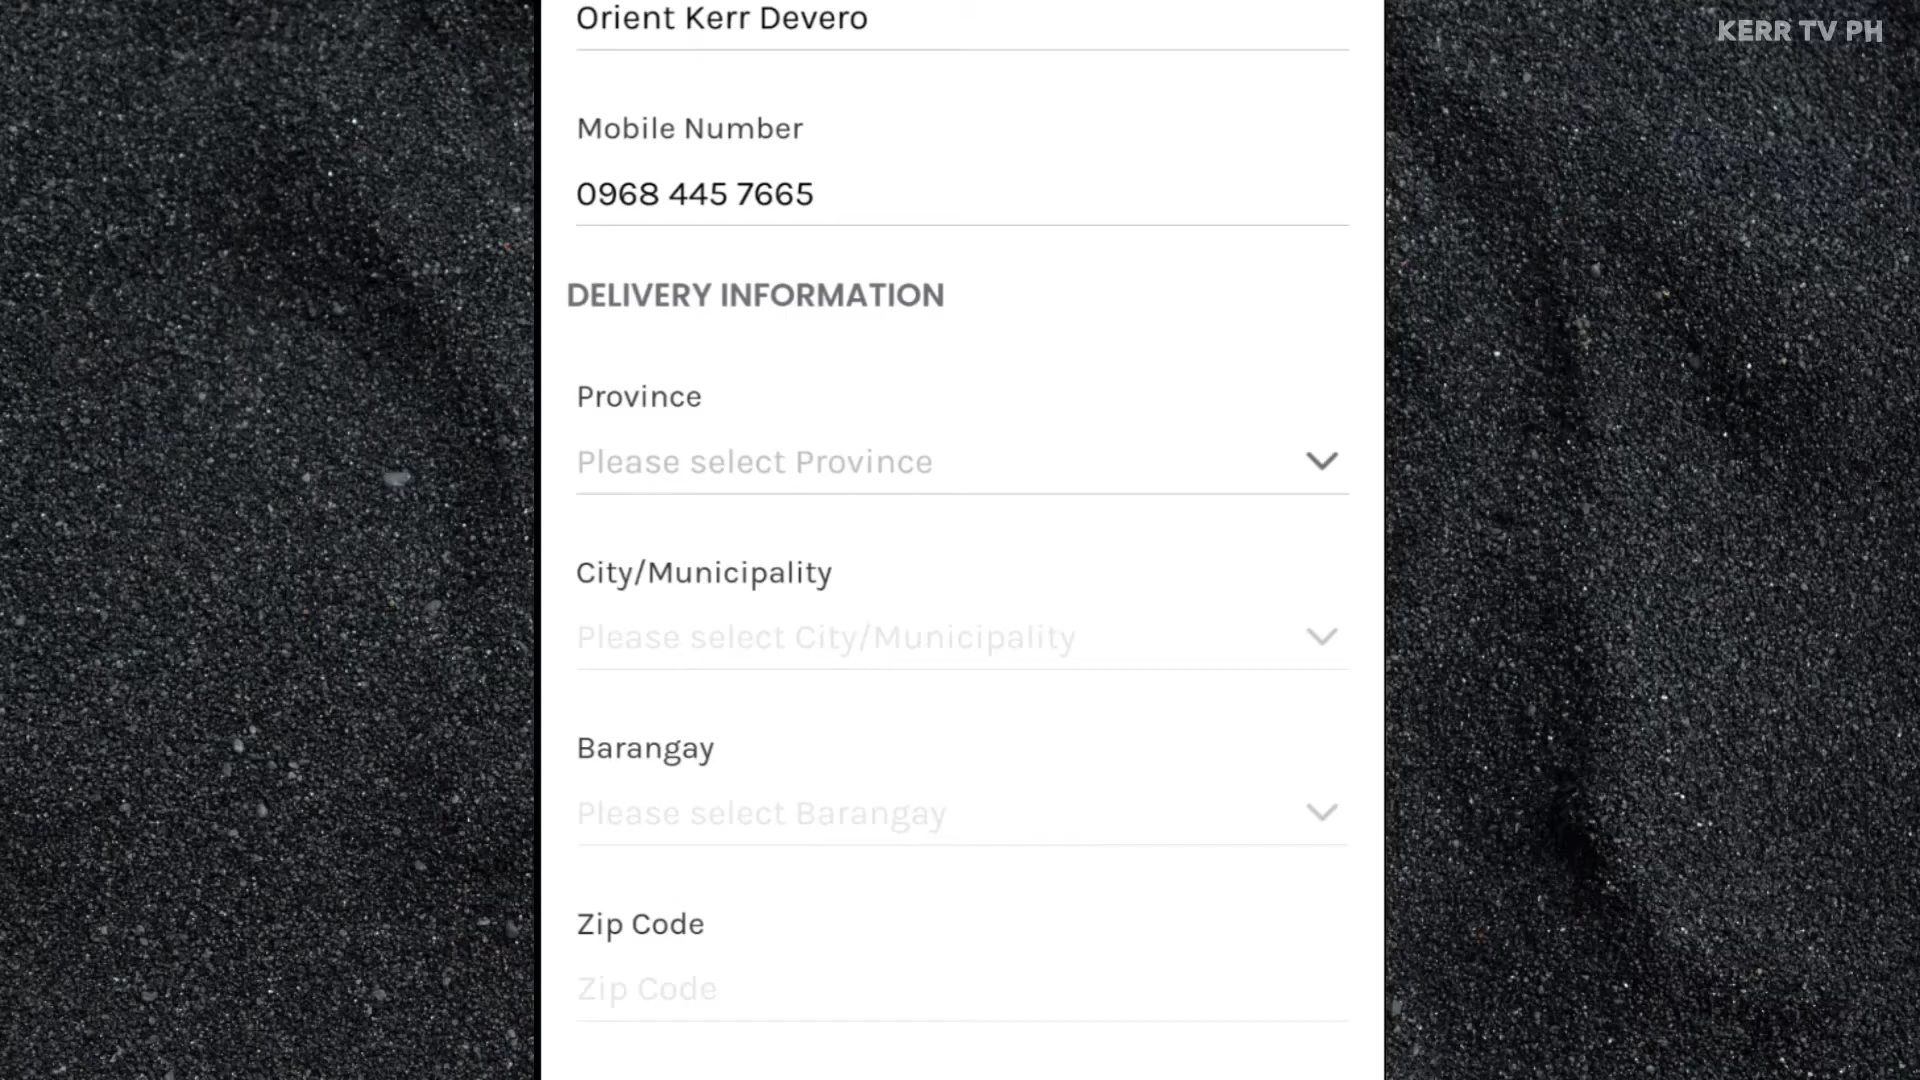 KERR TV PH
Orient Kerr Devero
Mobile Number
0968 445 7665
DELIVERY INFORMATION
Province
Please select Province
City/Municipality
Please select City/Municipality
Barangay
Please select Barangay
Zip Code
Zip Code